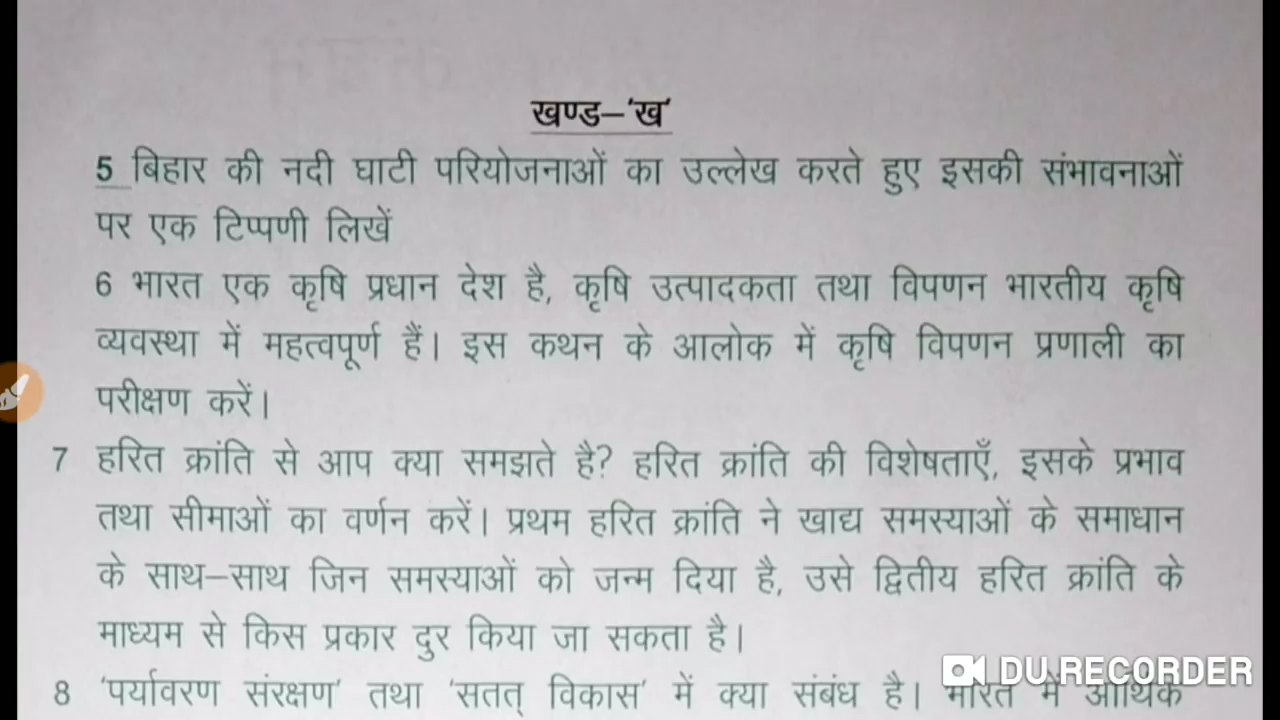 खण्ड–'ख'
5 बिहार की नदी घाटी परियोजनाओं का उल्लेख करते हुए इसकी संभावनाओं
पर एक टिप्पणी लिखें
6 भारत एक कृषि प्रधान देश है, कृषि उत्पादकता तथा विपणन भारतीय कृषि
व्यवस्था में महत्वपूर्ण हैं। इस कथन के आलोक में कृषि विपणन प्रणाली का
परीक्षण करें।
7 हरित क्रांति से आप क्या समझते है? हरित क्रांति की विशेषताएँ, इसके प्रभाव
तथा सीमाओं का वर्णन करें। प्रथम हरित क्रांति ने खाद्य समस्याओं के समाधान
के साथ–साथ जिन समस्याओं को जन्म दिया है, उसे द्वितीय हरित क्रांति के
माध्यम से किस प्रकार दुर किया जा सकता है।
8 'पर्यावरण संरक्षण' तथा 'सतत् विकास' में क्या संबंध है। भारत में आर्थिक
DU RECORDER